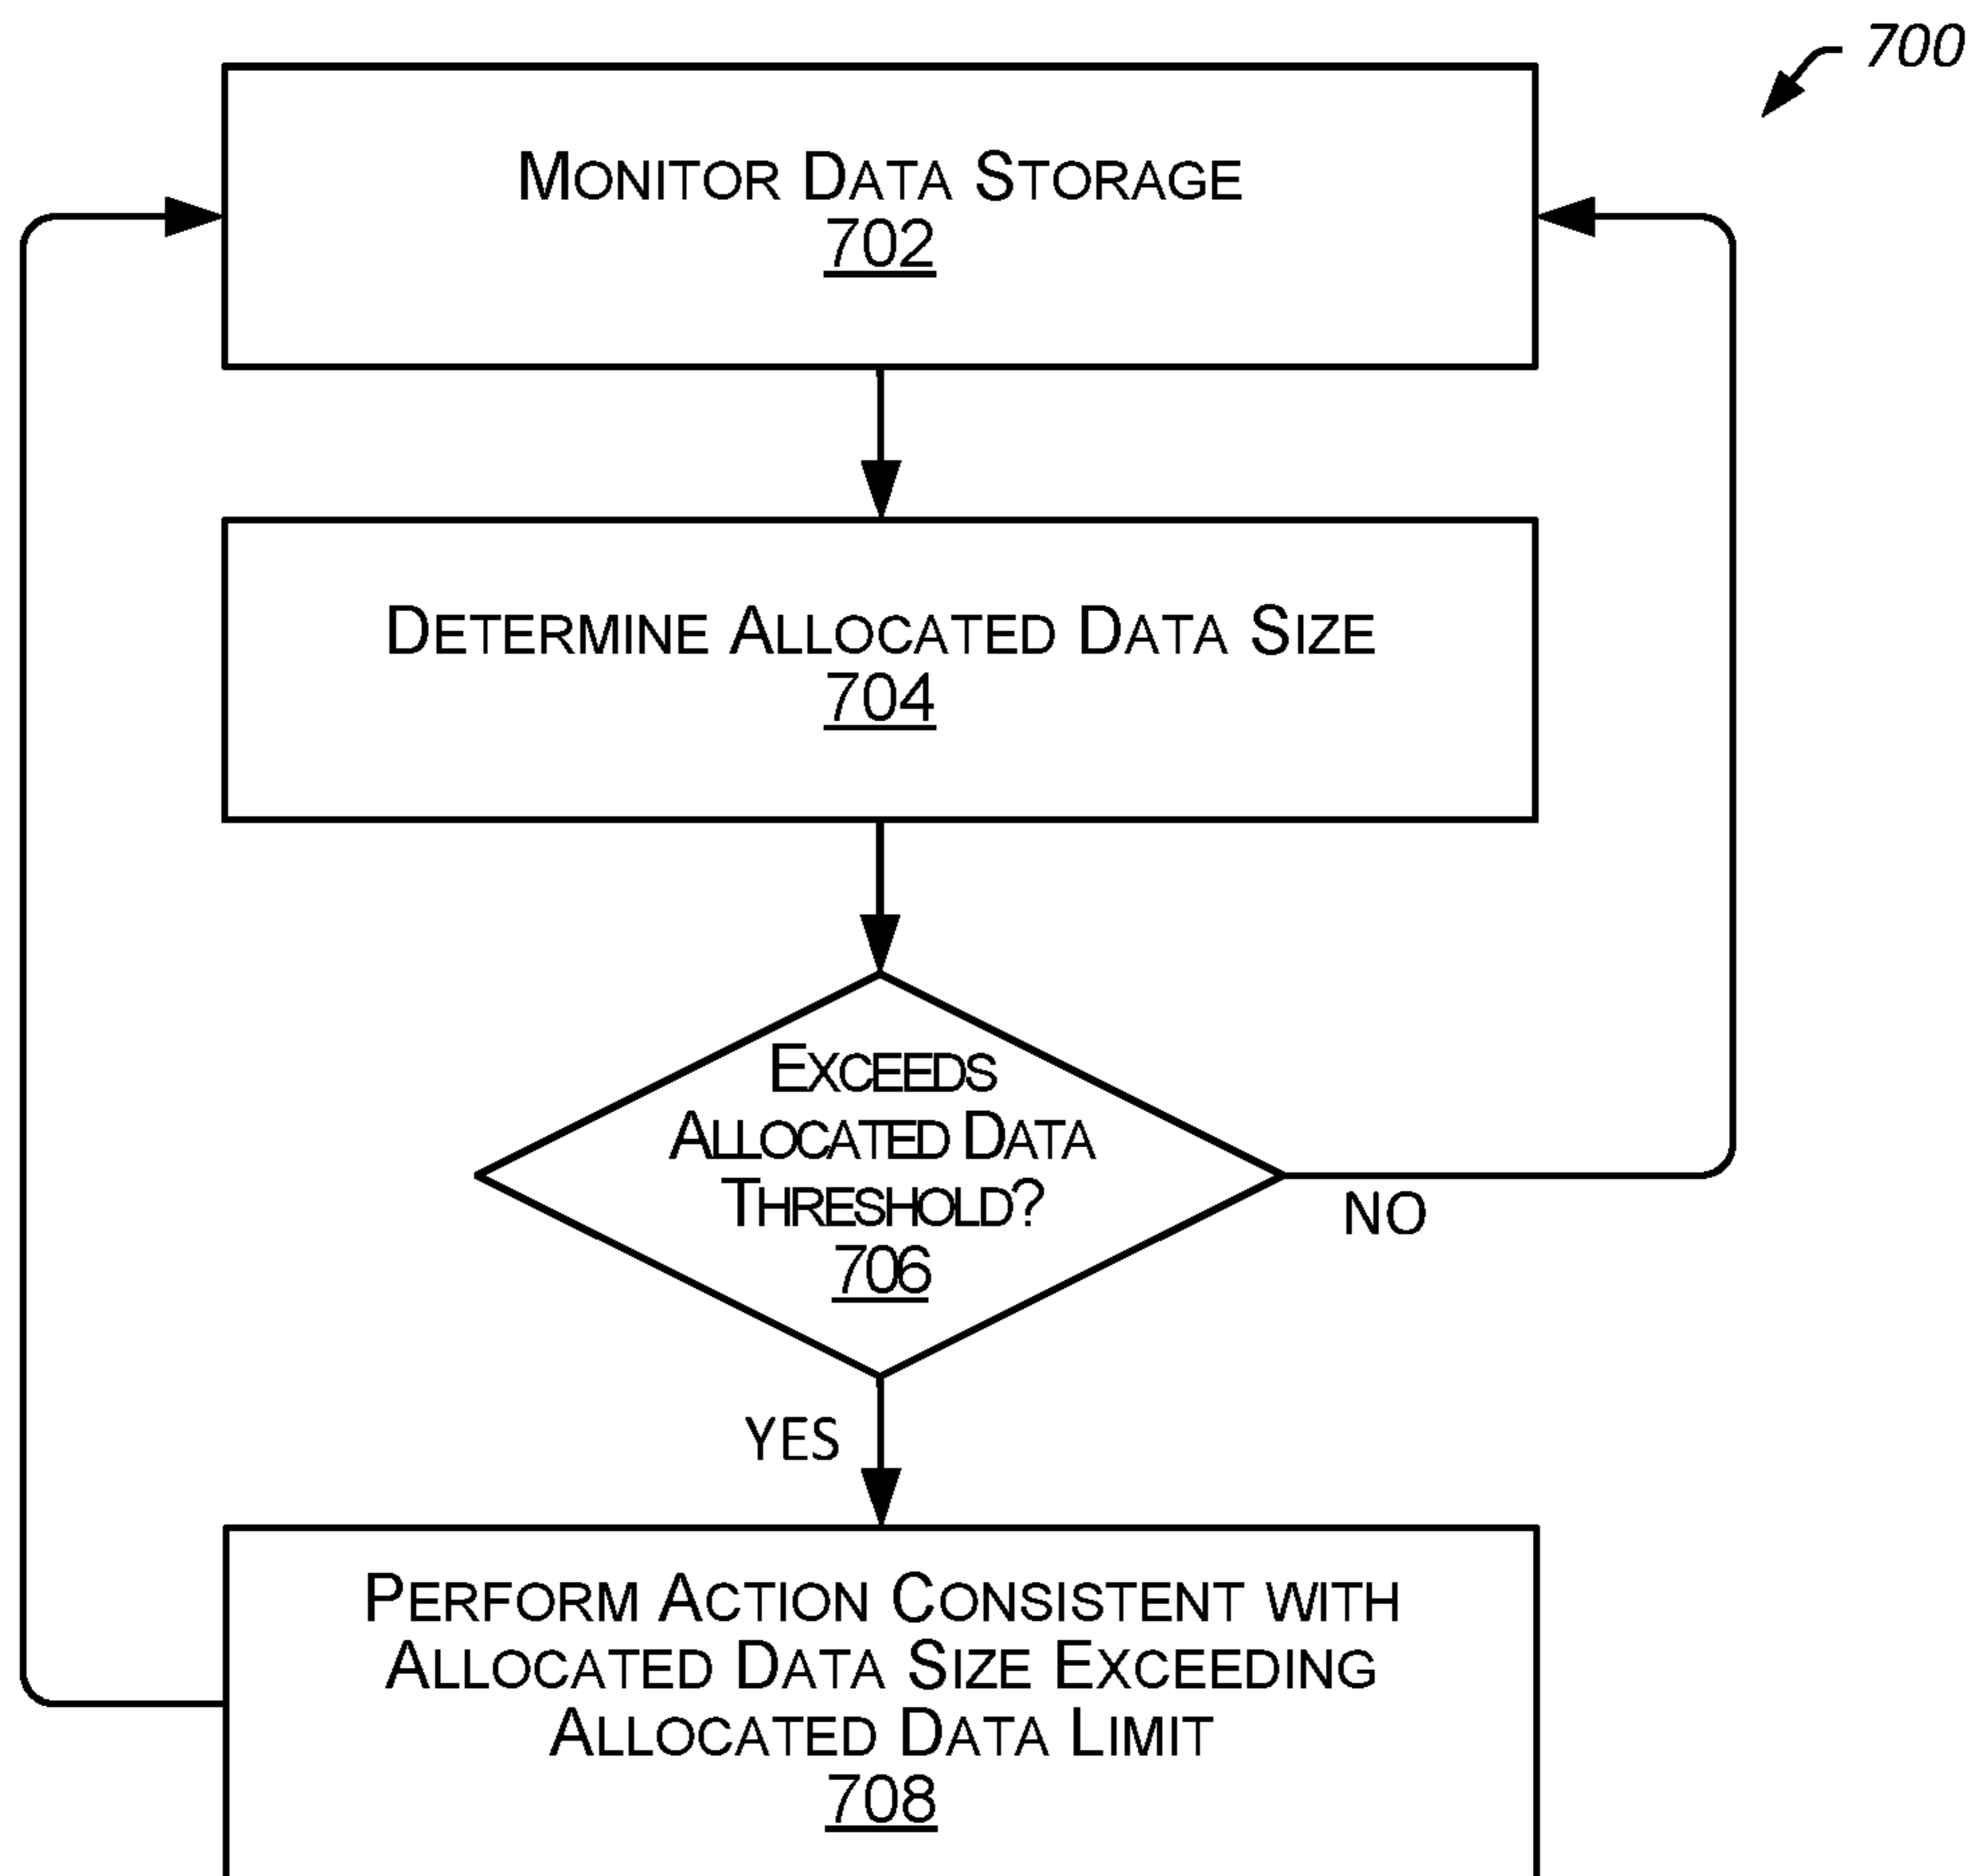 700
MONITOR DATA STORAGE
702
DETERMINE ALLOCATED DATA SIZE
704
EXCEEDS
ALLOCATED DATA
THRESHOLD?
706
NO
YES
PERFORM ACTION CONSISTENT WITH
ALLOCATED DATA SIZE EXCEEDING
ALLOCATED DATA LIMIT
708